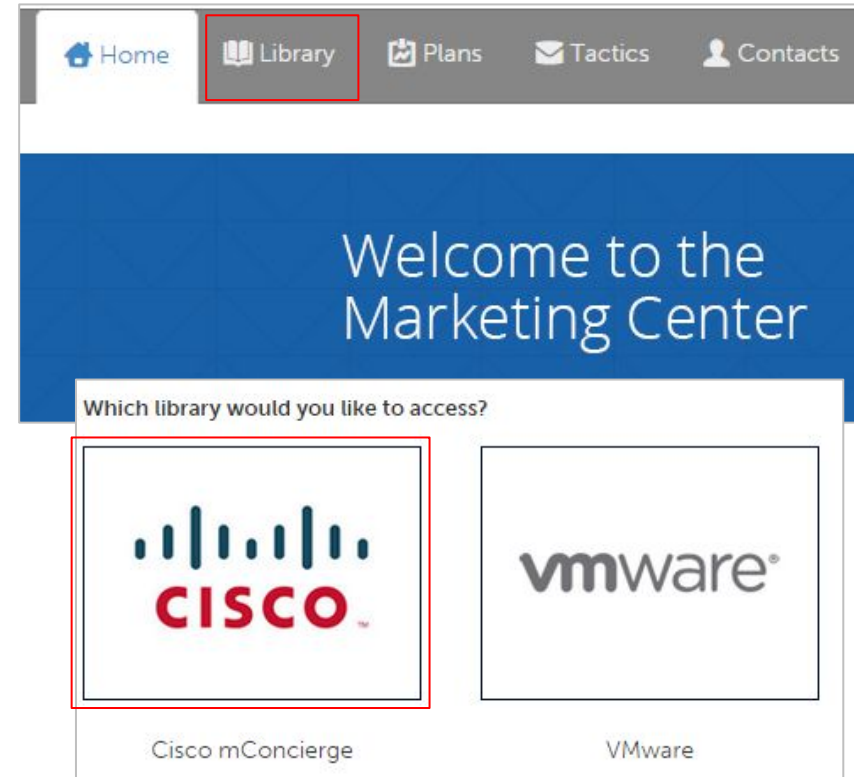 Home Library Plans Tactics Contacts
Welcome to the
Marketing Center
Which library would you like to access?
CISCO™ vmware®
Cisco mConcierge VMware